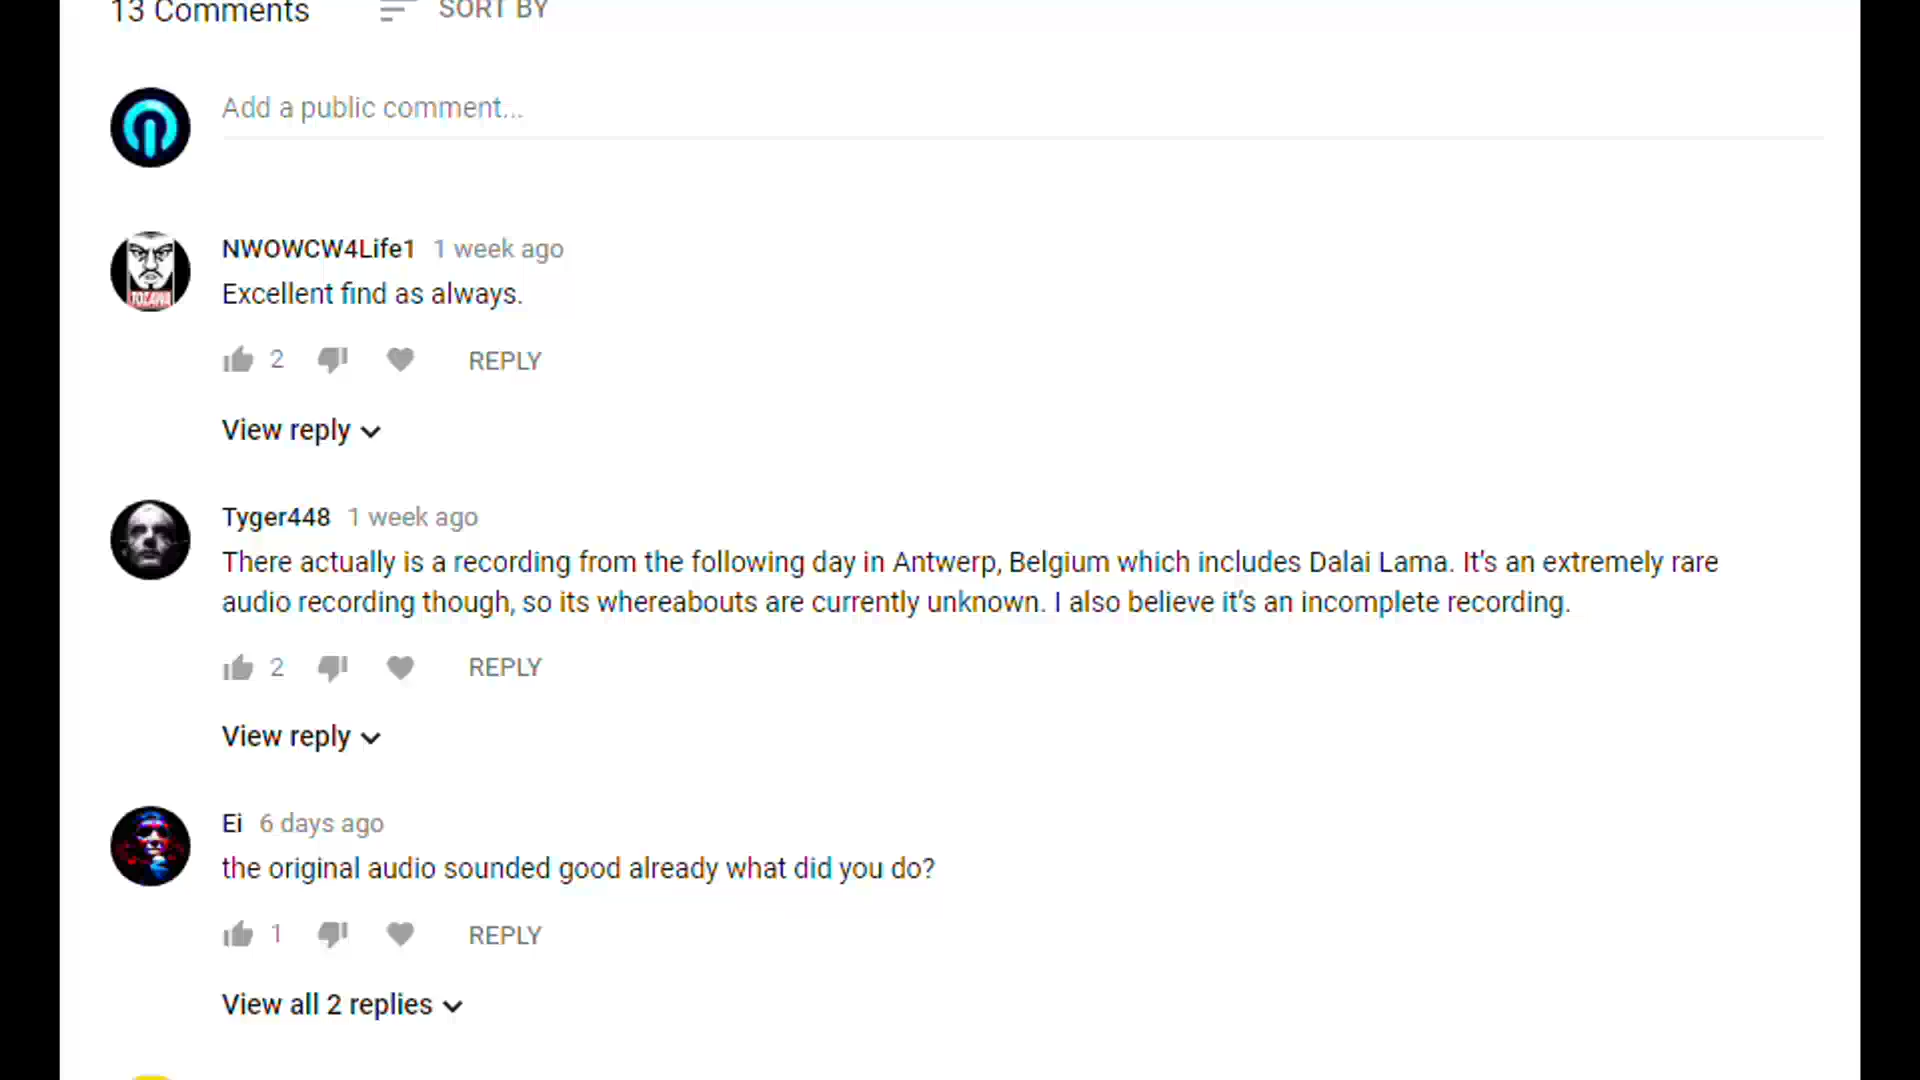 13 Comments SORT BY
Add a public comment...
NWOWCW4Life1 1 week ago
Excellent find as always.
2 REPLY
View reply
Tyger448 1 week ago
There actually is a recording from the following day in Antwerp, Belgium which includes Dalai Lama. It's an extremely rare
audio recording though, so its whereabouts are currently unknown. I also believe it's an incomplete recording.
2 REPLY
View reply
Ei 6 days ago
the original audio sounded good already what did you do?
1 REPLY
View all 2 replies